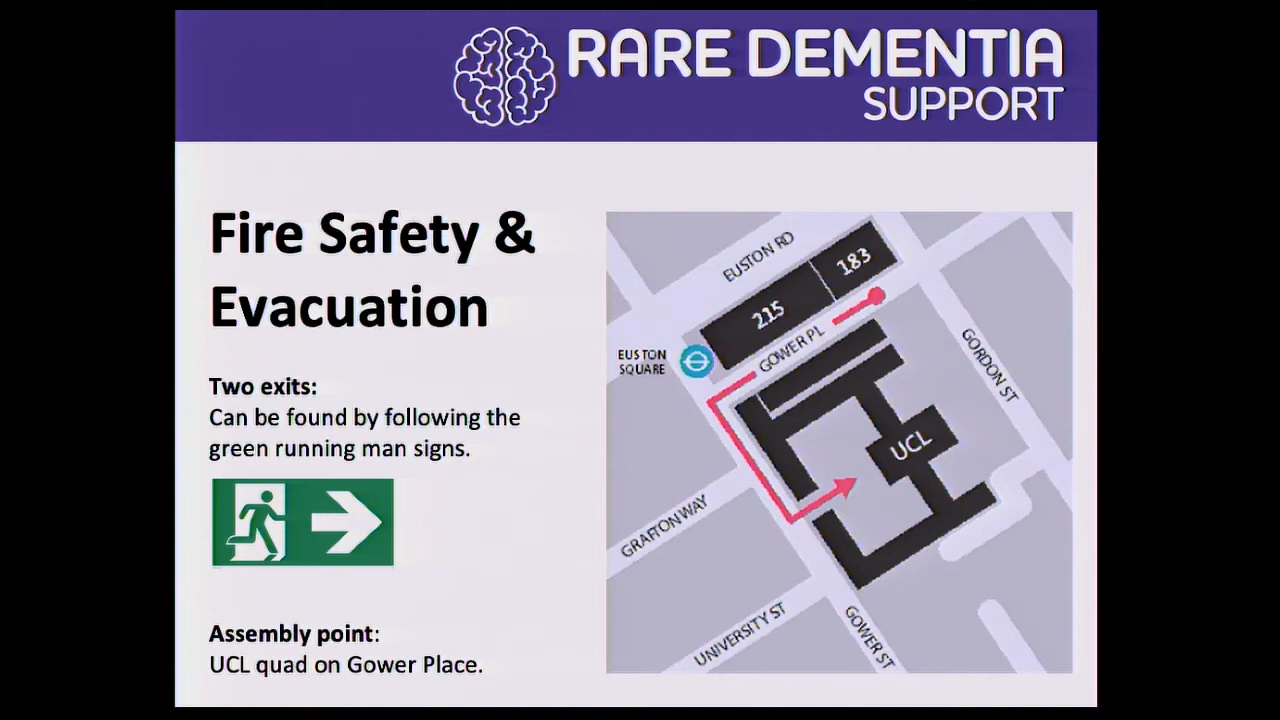 RARE DEMENTIA
SUPPORT
Fire Safety &
Evacuation
Two exits:
Can be found by following the
green running man signs.
Assembly point:
UCL quad on Gower Place.
EUSTON RD
183
215
GOWER PL
EUSTON
SQUARE
GORDON ST
UCL
GRAFTON WAY
UNIVERSITY ST
GOWER ST